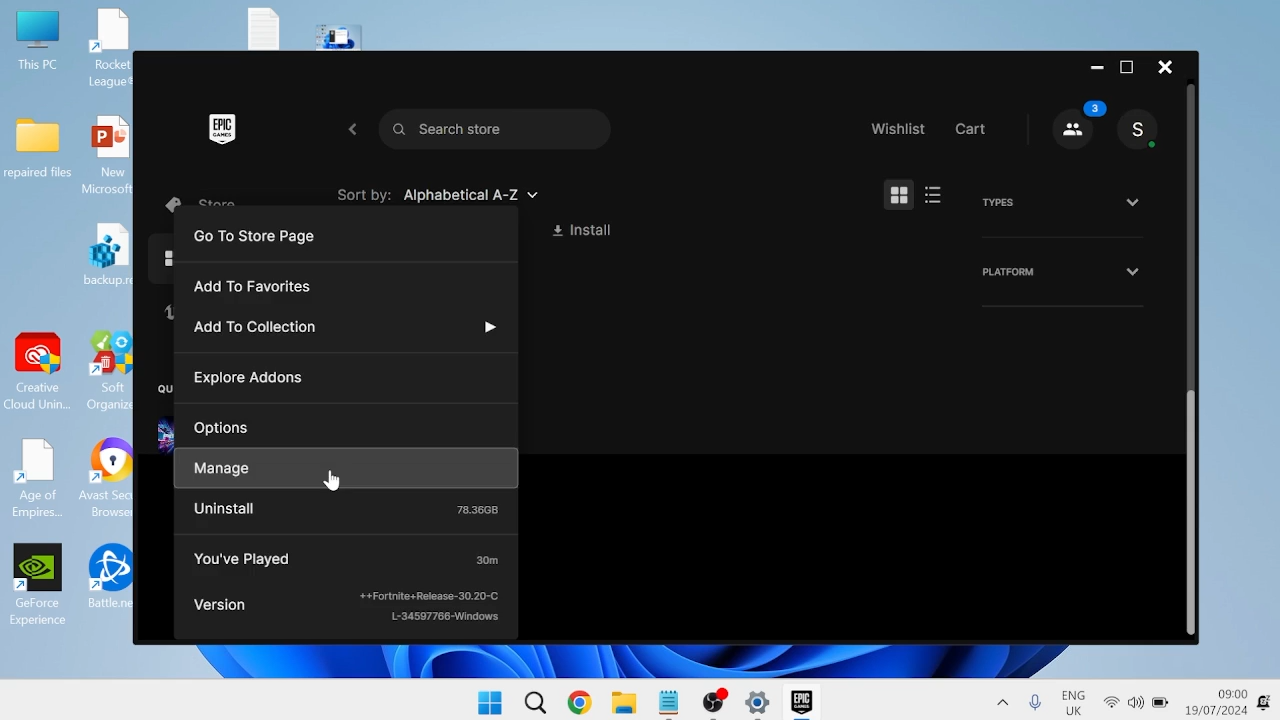 This PC
Rocket
League®
repaired files
New
Microsoft
backup.re
Creative
Cloud Unin...
Soft
Organize
Age of
Empires...
Avast Secu
Browser
GeForce
Experience
Battle.ne
EPIC
GAMES
Search store
Wishlist
Cart
3
S
Store
Sort by: Alphabetical A-Z
TYPES
PLATFORM
Install
QU
Go To Store Page
Add To Favorites
Add To Collection
Explore Addons
Options
Manage
Uninstall 78.36GB
You've Played 30m
Version ++Fortnite+Release-30.20-C
L-34597766-Windows
EPIC
GAMES
ENG
UK
09:00
19/07/2024